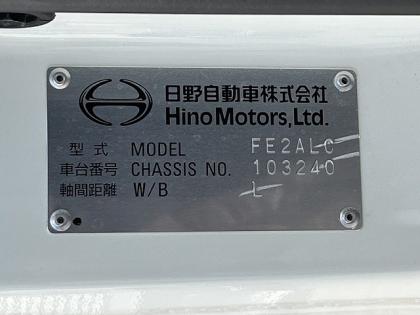 日野自動車株式会社
Hino Motors, Ltd.
型式 MODEL FE2ALC
車台番号 CHASSIS NO. 103240
軸間距離 W/B L